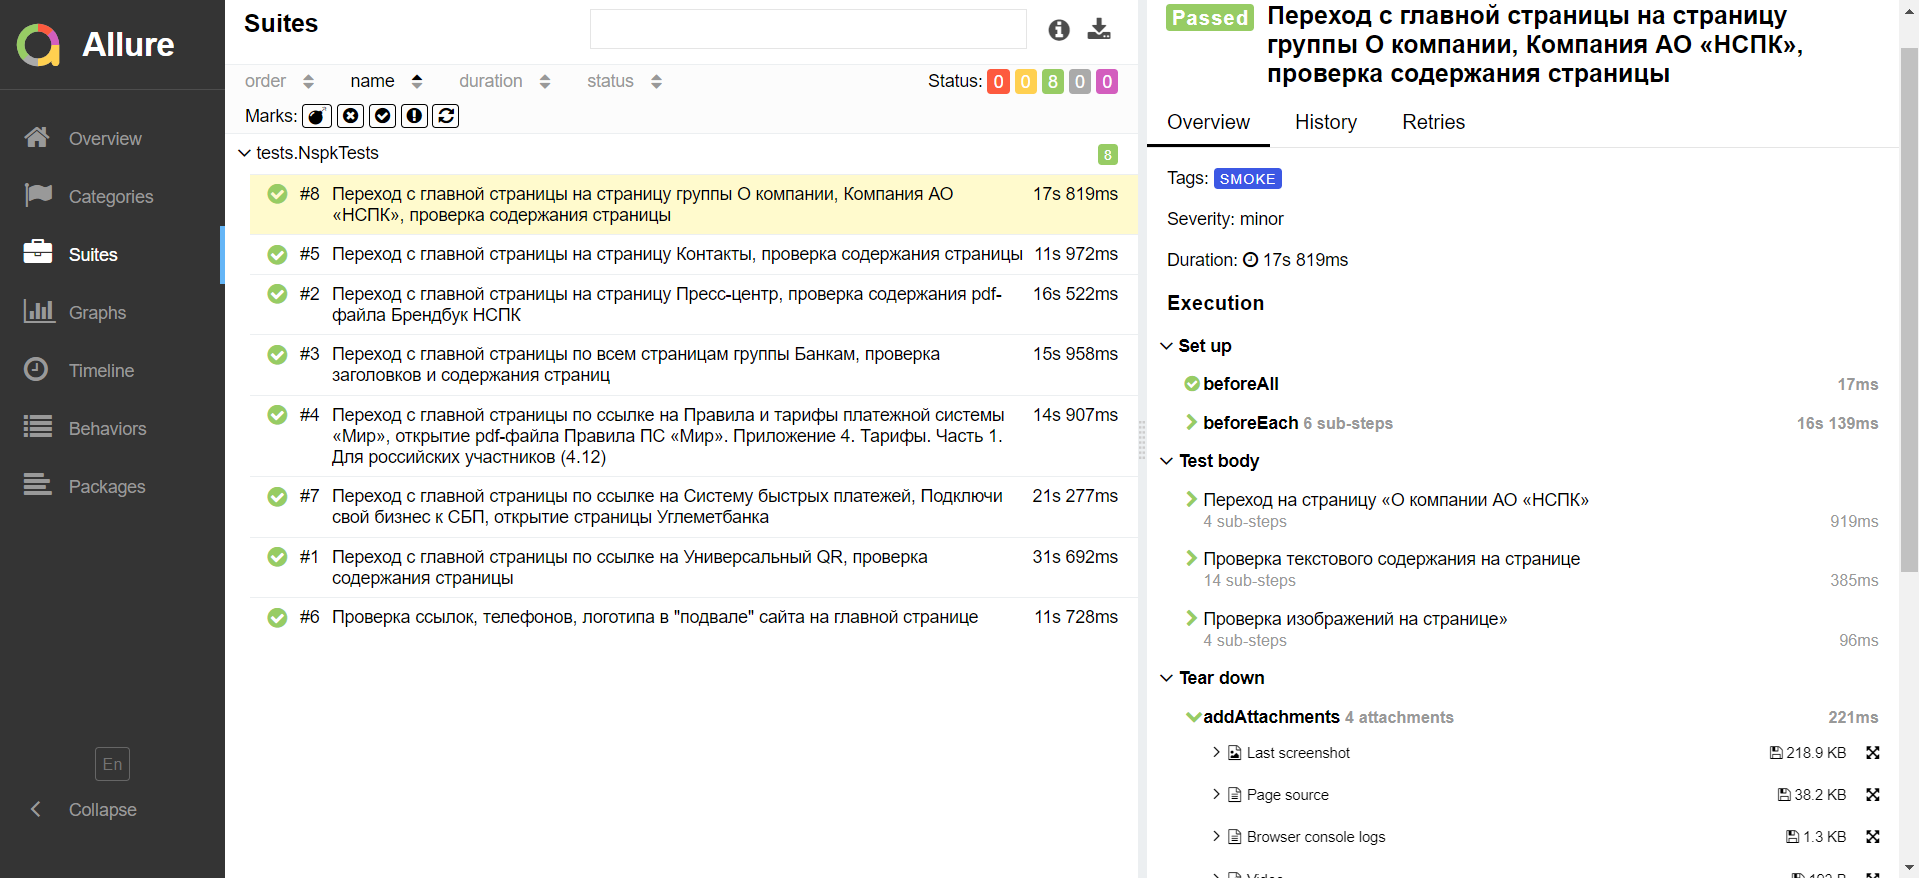 Allure
Overview
Categories
Suites
Graphs
Timeline
Behaviors
Packages
En
Collapse
Suites
order name duration status
Status: 0 0 8 0 0
Marks:
tests.NspkTests 8
#8 Переход с главной страницы на страницу группы О компании, Компания АО 17s 819ms
«НСПК», проверка содержания страницы
#5 Переход с главной страницы на страницу Контакты, проверка содержания страницы 11s 972ms
#2 Переход с главной страницы на страницу Пресс-центр, проверка содержания pdf- 16s 522ms
файла Брендбук НСПК
#3 Переход с главной страницы по всем страницам группы Банкам, проверка 15s 958ms
заголовков и содержания страниц
#4 Переход с главной страницы по ссылке на Правила и тарифы платежной системы 14s 907ms
«Мир», открытие pdf-файла Правила ПС «Мир». Приложение 4. Тарифы. Часть 1.
Для российских участников (4.12)
#7 Переход с главной страницы по ссылке на Систему быстрых платежей, Подключи 21s 277ms
свой бизнес к СБП, открытие страницы Углеметбанка
#1 Переход с главной страницы по ссылке на Универсальный QR, проверка 31s 692ms
содержания страницы
#6 Проверка ссылок, телефонов, логотипа в "подвале" сайта на главной странице 11s 728ms
Passed Переход с главной страницы на страницу
группы О компании, Компания АО «НСПК»,
проверка содержания страницы
Overview History Retries
Tags: SMOKE
Severity: minor
Duration: 17s 819ms
Execution
Set up
beforeAll 17ms
beforeEach 6 sub-steps 16s 139ms
Test body
Переход на страницу «О компании АО «НСПК»
4 sub-steps 919ms
Проверка текстового содержания на странице
14 sub-steps 385ms
Проверка изображений на странице»
4 sub-steps 96ms
Tear down
addAttachments 4 attachments 221ms
Last screenshot 218.9 KB
Page source 38.2 KB
Browser console logs 1.3 KB